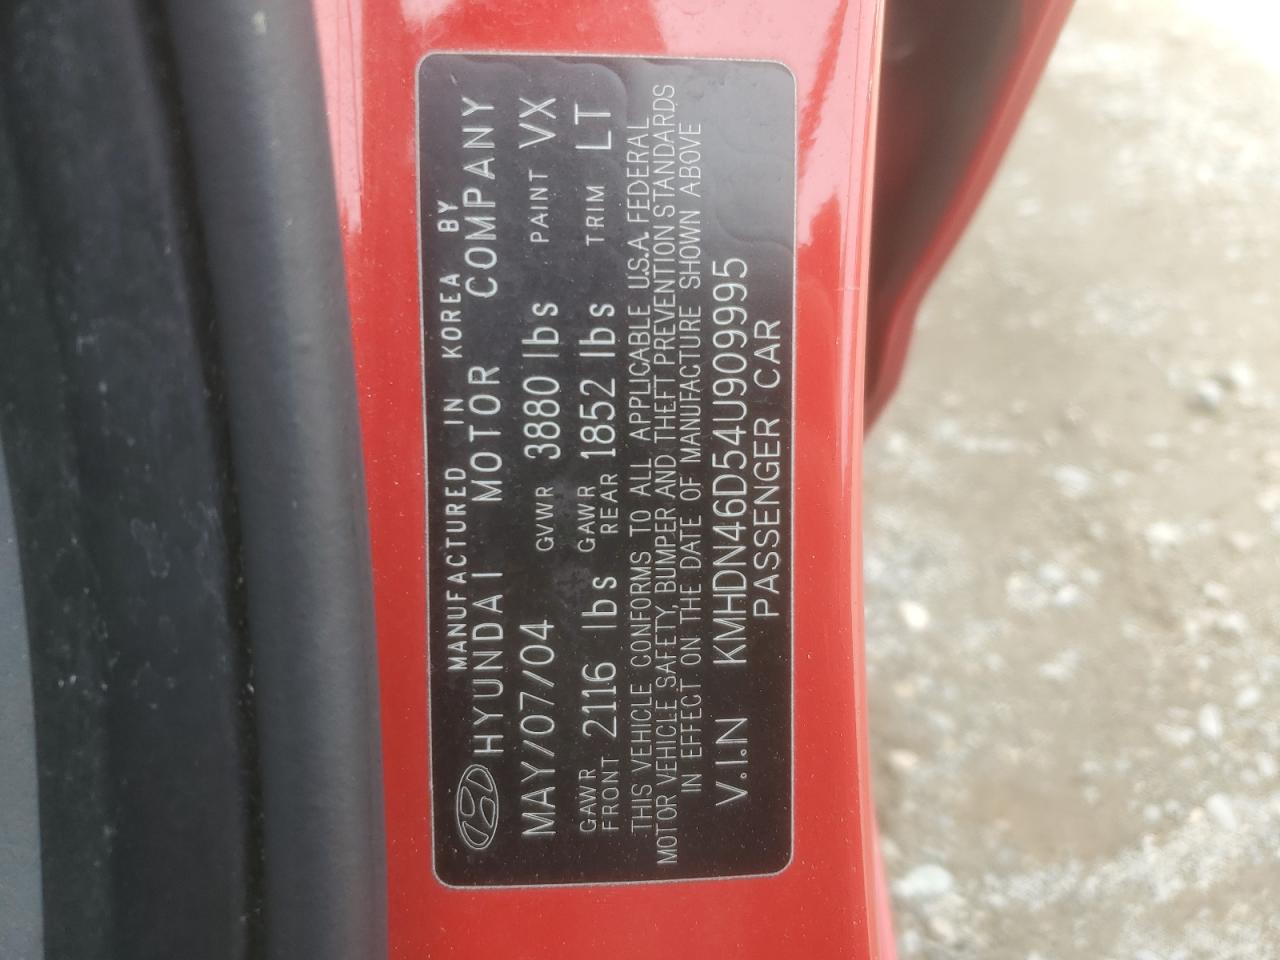 MANUFACTURED IN KOREA BY
HYUNDAI MOTOR COMPANY
MAY/07/04 GVWR 3880 lbs PAINT VX
GAWR FRONT 2116 lbs GAWR REAR 1852 lbs TRIM LT
THIS VEHICLE CONFORMS TO ALL APPLICABLE U.S.A. FEDERAL
MOTOR VEHICLE SAFETY, BUMPER AND THEFT PREVENTION STANDARDS
IN EFFECT ON THE DATE OF MANUFACTURE SHOWN ABOVE
V.I.N KMHDN46D54U909995
PASSENGER CAR